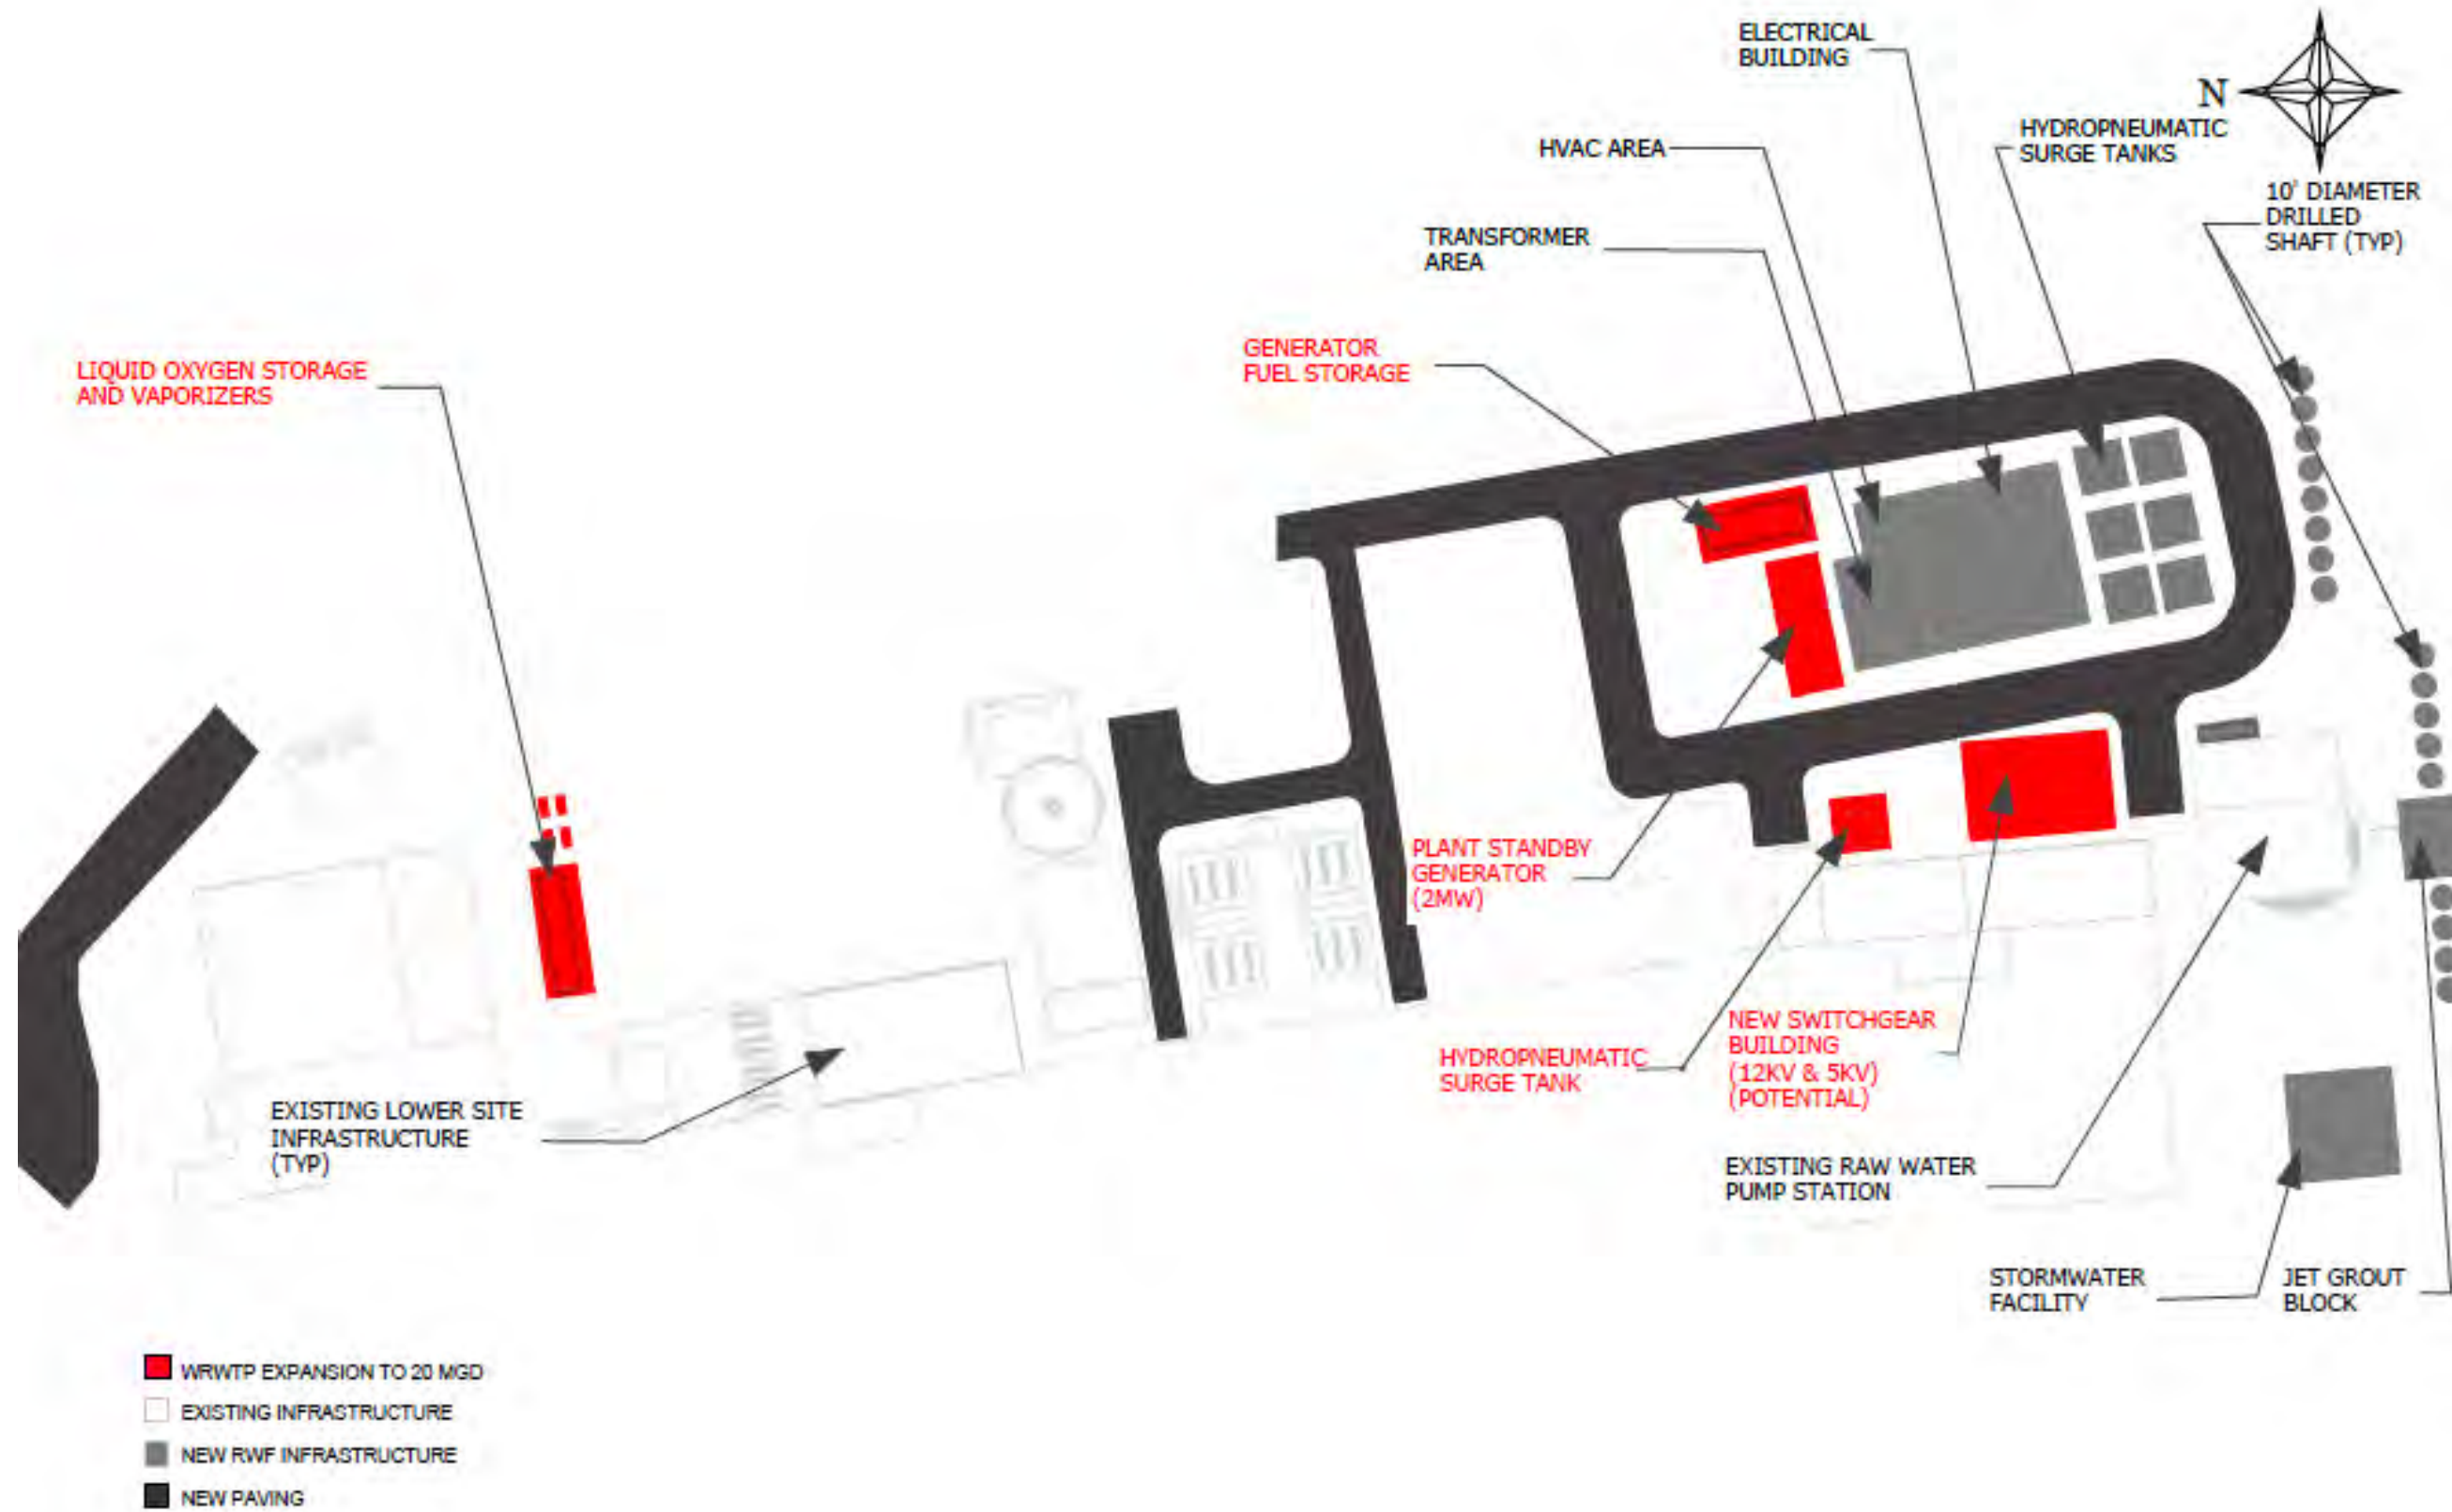 ELECTRICAL
BUILDING
N
HYDROPNEUMATIC
SURGE TANKS
HVAC AREA
10' DIAMETER
DRILLED
SHAFT (TYP)
TRANSFORMER
AREA
GENERATOR
FUEL STORAGE
LIQUID OXYGEN STORAGE
AND VAPORIZERS
PLANT STANDBY
GENERATOR
(2MW)
NEW SWITCHGEAR
BUILDING
(12KV & 5KV)
(POTENTIAL)
HYDROPNEUMATIC
SURGE TANK
EXISTING LOWER SITE
INFRASTRUCTURE
(TYP)
EXISTING RAW WATER
PUMP STATION
STORMWATER
FACILITY
JET GROUT
BLOCK
WRWTP EXPANSION TO 20 MGD
EXISTING INFRASTRUCTURE
NEW RWF INFRASTRUCTURE
NEW PAVING